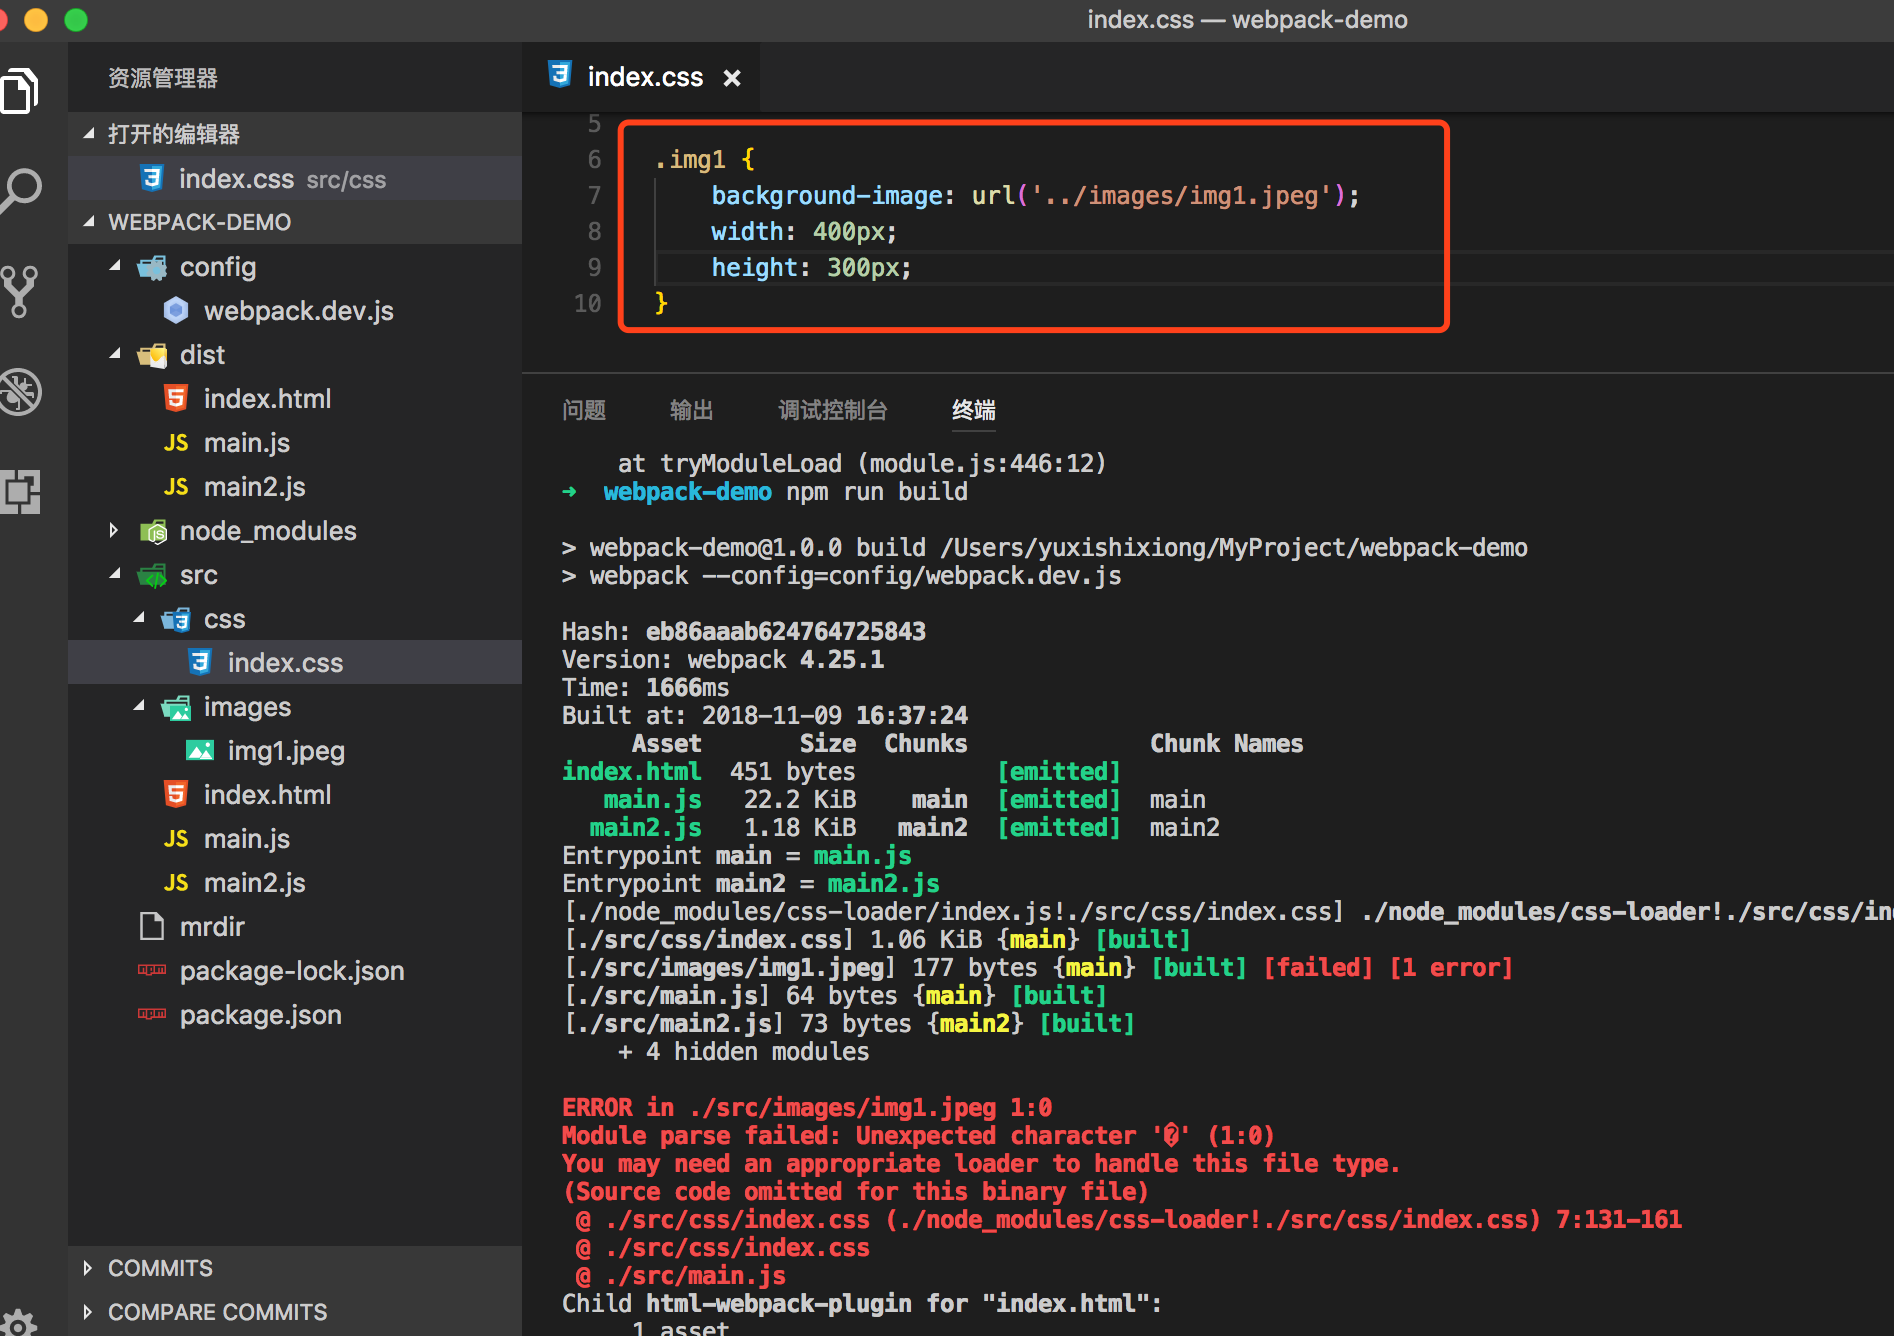 index.css — webpack-demo
资源管理器
打开的编辑器
index.css src/css
WEBPACK-DEMO
config
webpack.dev.js
dist
index.html
JS main.js
JS main2.js
node_modules
src
css
index.css
images
img1.jpeg
index.html
JS main.js
JS main2.js
mrdir
package-lock.json
package.json
COMMITS
COMPARE COMMITS
index.css ×
5
6 .img1 {
7 background-image: url('../images/img1.jpeg');
8 width: 400px;
9 height: 300px;
10 }
问题 输出 调试控制台 终端
at tryModuleLoad (module.js:446:12)
➜ webpack-demo npm run build
> webpack-demo@1.0.0 build /Users/yuxishixiong/MyProject/webpack-demo
> webpack --config=config/webpack.dev.js
Hash: eb86aaab624764725843
Version: webpack 4.25.1
Time: 1666ms
Built at: 2018-11-09 16:37:24
Asset Size Chunks Chunk Names
index.html 451 bytes [emitted]
main.js 22.2 KiB main [emitted] main
main2.js 1.18 KiB main2 [emitted] main2
Entrypoint main = main.js
Entrypoint main2 = main2.js
[./node_modules/css-loader/index.js!./src/css/index.css] ./node_modules/css-loader!./src/css/in
[./src/css/index.css] 1.06 KiB {main} [built]
[./src/images/img1.jpeg] 177 bytes {main} [built] [failed] [1 error]
[./src/main.js] 64 bytes {main} [built]
[./src/main2.js] 73 bytes {main2} [built]
+ 4 hidden modules
ERROR in ./src/images/img1.jpeg 1:0
Module parse failed: Unexpected character '�' (1:0)
You may need an appropriate loader to handle this file type.
(Source code omitted for this binary file)
@ ./src/css/index.css (./node_modules/css-loader!./src/css/index.css) 7:131-161
@ ./src/css/index.css
@ ./src/main.js
Child html-webpack-plugin for "index.html":
1 asset